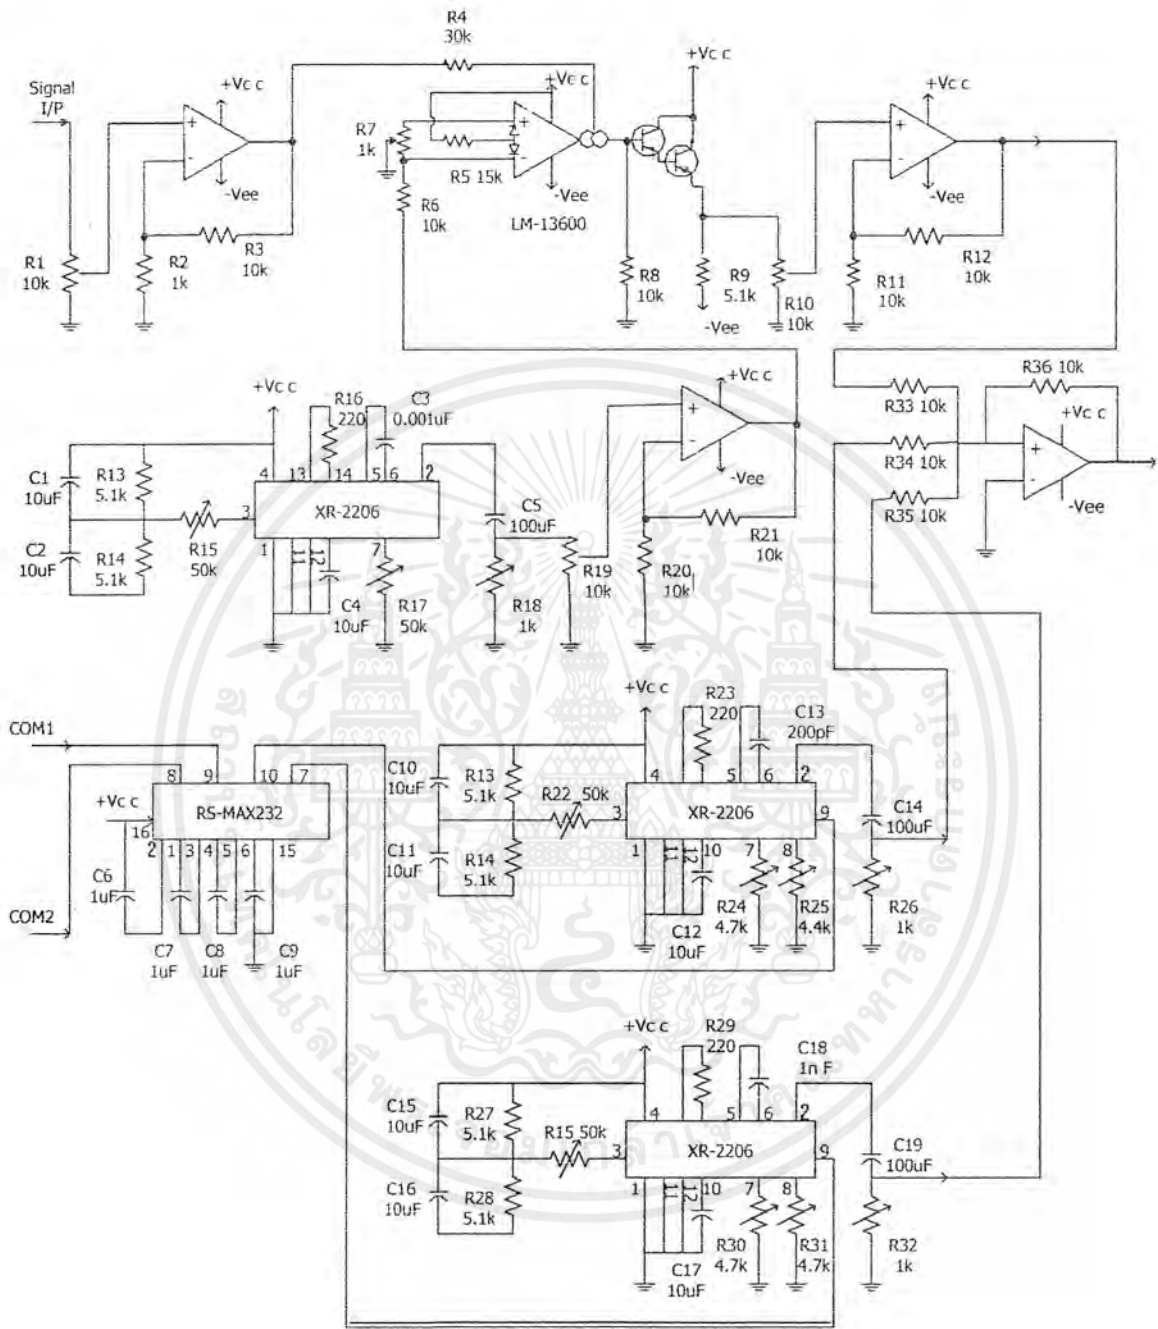 R4
30k
+Vc c
Signal
I/P
+Vc c
+Vc c
+Vc c
R7
1k
R5 15k
-Vee
-Vee
-Vee
LM-13600
R6
10k
R1
10k
R2
1k
R3
10k
R8
10k
R9
5.1k
-Vee
R10
10k
R11
10k
R12
10k
+Vc c
R16
220
C3
0.001uF
+Vc c
R36 10k
R33 10k
+Vc c
R34 10k
R35 10k
-Vee
C1
10uF
R13
5.1k
4
13
14
5
6
2
3
XR-2206
-Vee
C5
100uF
R15
50k
C2
10uF
R14
5.1k
1
11
12
7
C4
10uF
R17
50k
R18
1k
R19
10k
R20
10k
R21
10k
+Vc c
R23
220
C13
200pF
COM1
8
9
10
7
+Vc c
16
RS-MAX232
2
1
3
4
5
6
15
C6
1uF
COM2
C7
1uF
C8
1uF
C9
1uF
C10
10uF
R13
5.1k
R22 50k
4
5
6
2
3
XR-2206
9
C14
100uF
C11
10uF
R14
5.1k
1
11
12
10
7
8
C12
10uF
R24
4.7k
R25
4.4k
R26
1k
+Vc c
R29
220
C18
1n F
C15
10uF
R27
5.1k
R15 50k
4
5
6
2
3
XR-2206
9
C19
100uF
C16
10uF
R28
5.1k
1
11
12
10
7
8
C17
10uF
R30
4.7k
R31
4.7k
R32
1k